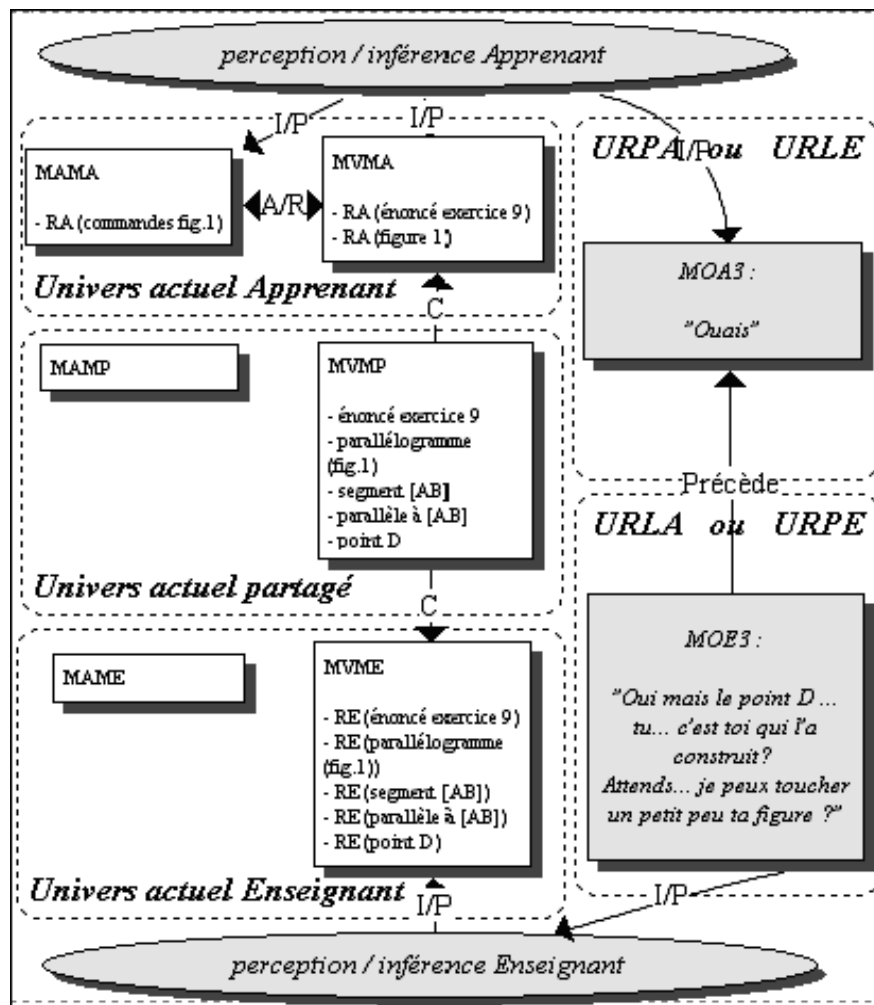 perception / inférence Apprenant
I/P
I/P
I/P
URPA ou URLE
MAMA
- RA (commandes fig.1)
A/R
MVMA
- RA (énoncé exercice 9)
- RA (figure 1)
Univers actuel Apprenant
MOA3 :
"Ouais"
C
MAMP
MVMP
- énoncé exercice 9
- parallélogramme
(fig.1)
- segment [AB]
- parallèle à [AB]
- point D
Univers actuel partagé
Précède
URLA ou URPE
C
MAME
MVME
- RE (énoncé exercice 9)
- RE (parallélogramme
(fig.1))
- RE (segment [AB])
- RE (parallèle à [AB])
- RE (point D)
Univers actuel Enseignant
MOE3 :
"Oui mais le point D ...
tu... c'est toi qui l'a
construit?
Attends... je peux toucher
un petit peu ta figure ?"
I/P
I/P
perception / inférence Enseignant